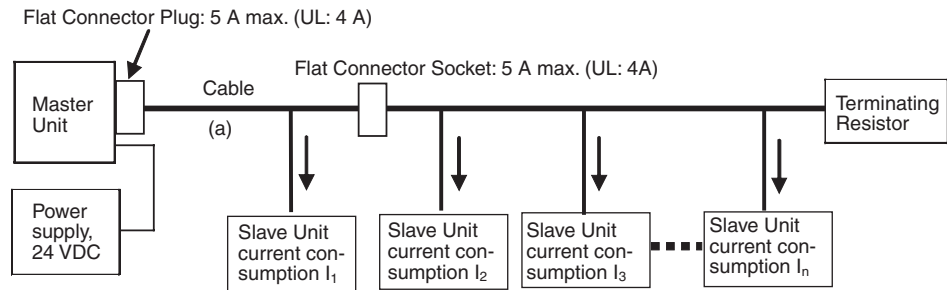 Flat Connector Plug: 5 A max. (UL: 4 A)
Flat Connector Socket: 5 A max. (UL: 4A)
Master
Unit
Cable
(a)
Terminating
Resistor
Power
supply,
24 VDC
Slave Unit
current con-
sumption I1
Slave Unit
current con-
sumption I2
Slave Unit
current con-
sumption I3
Slave Unit
current con-
sumption In